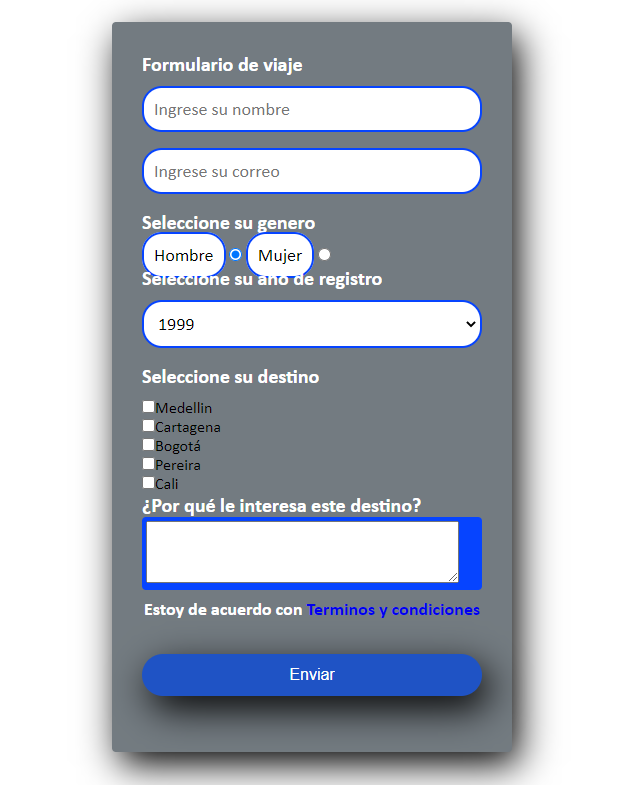 Formulario de viaje
Ingrese su nombre
Ingrese su correo
Seleccione su genero
Hombre Mujer
Seleccione su año de registro
1999
Seleccione su destino
Medellin
Cartagena
Bogotá
Pereira
Cali
¿Por qué le interesa este destino?
Estoy de acuerdo con Terminos y condiciones
Enviar